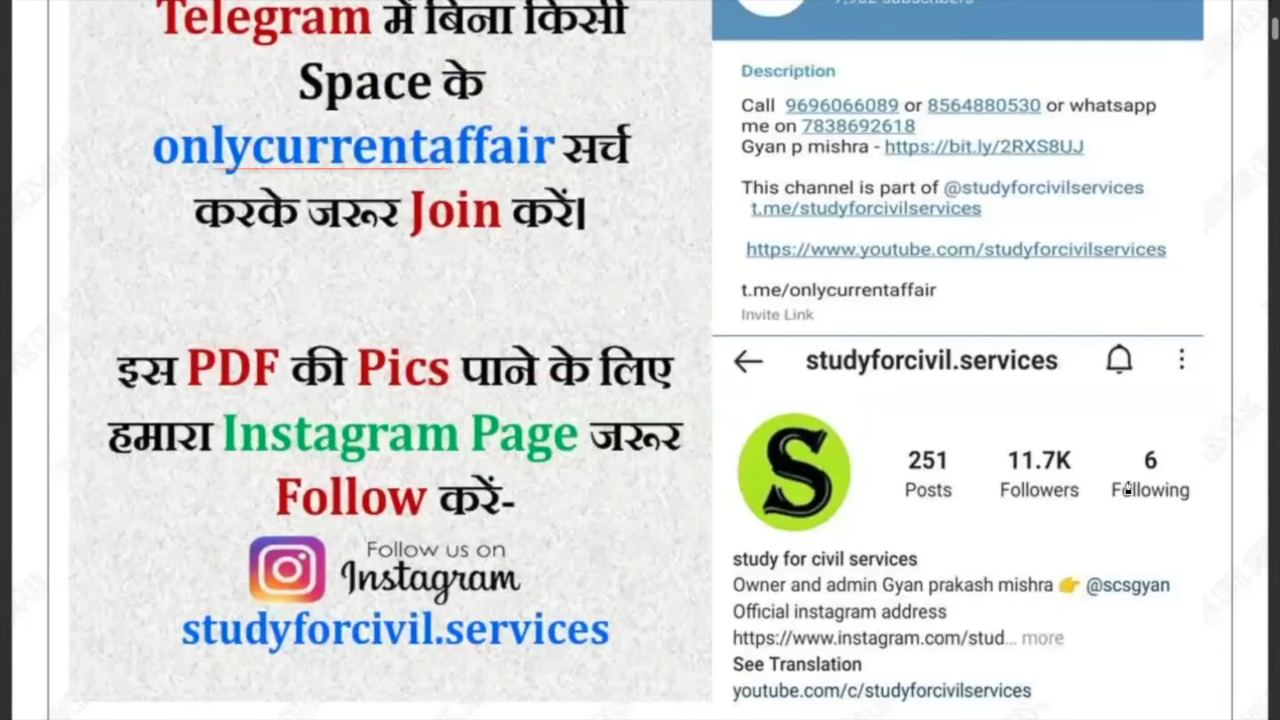 Telegram में बिना किसी
Space के
onlycurrentaffair सर्च
करके जरूर Join करें।
इस PDF की Pics पाने के लिए
हमारा Instagram Page जरूर
Follow करें-
Follow us on
Instagram
studyforcivil.services
Description
Call 9696066089 or 8564880530 or whatsapp
me on 7838692618
Gyan p mishra - https://bit.ly/2RXS8UJ
This channel is part of @studyforcivilservices
t.me/studyforcivilservices
https://www.youtube.com/studyforcivilservices
t.me/onlycurrentaffair
Invite Link
studyforcivil.services
S
251 11.7K 6
Posts Followers Following
study for civil services
Owner and admin Gyan prakash mishra 👉 @scsgyan
Official instagram address
https://www.instagram.com/stud... more
See Translation
youtube.com/c/studyforcivilservices